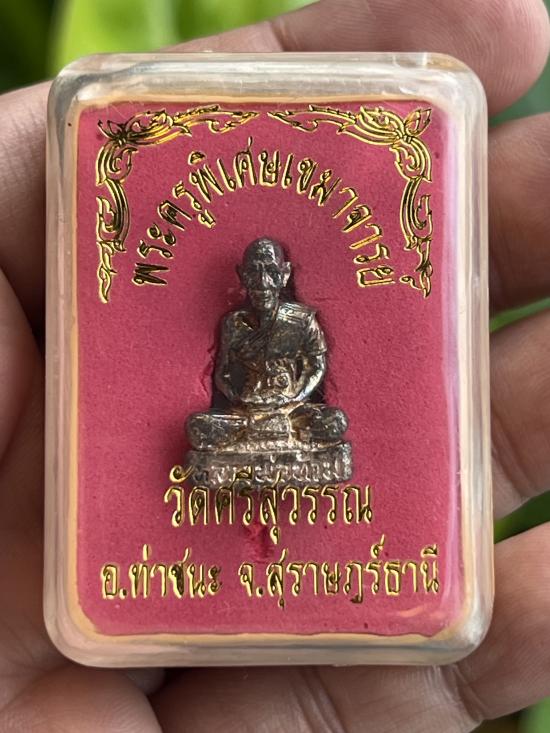 พระครูพิเศษเขมาจารย์
วัดศรีสุวรรณ
อ.ท่าชนะ จ.สุราษฎร์ธานี